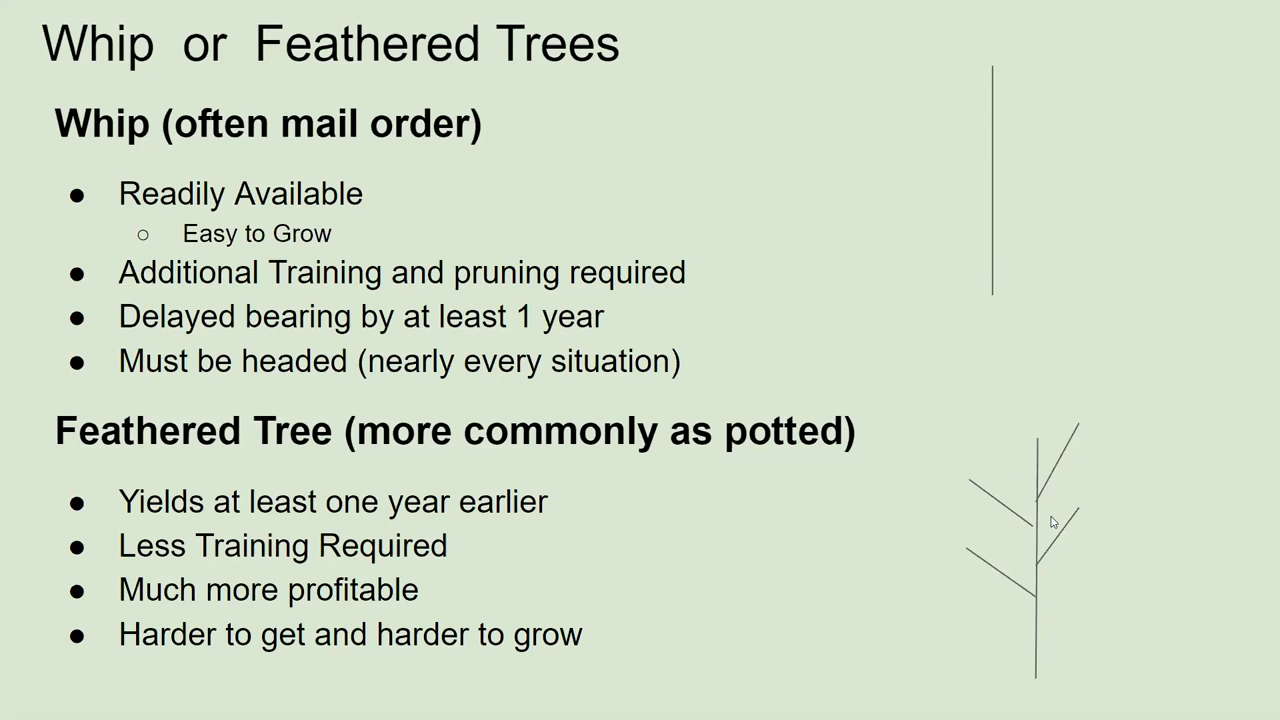 Whip or Feathered Trees
Whip (often mail order)
● Readily Available
○ Easy to Grow
● Additional Training and pruning required
● Delayed bearing by at least 1 year
● Must be headed (nearly every situation)
Feathered Tree (more commonly as potted)
● Yields at least one year earlier
● Less Training Required
● Much more profitable
● Harder to get and harder to grow